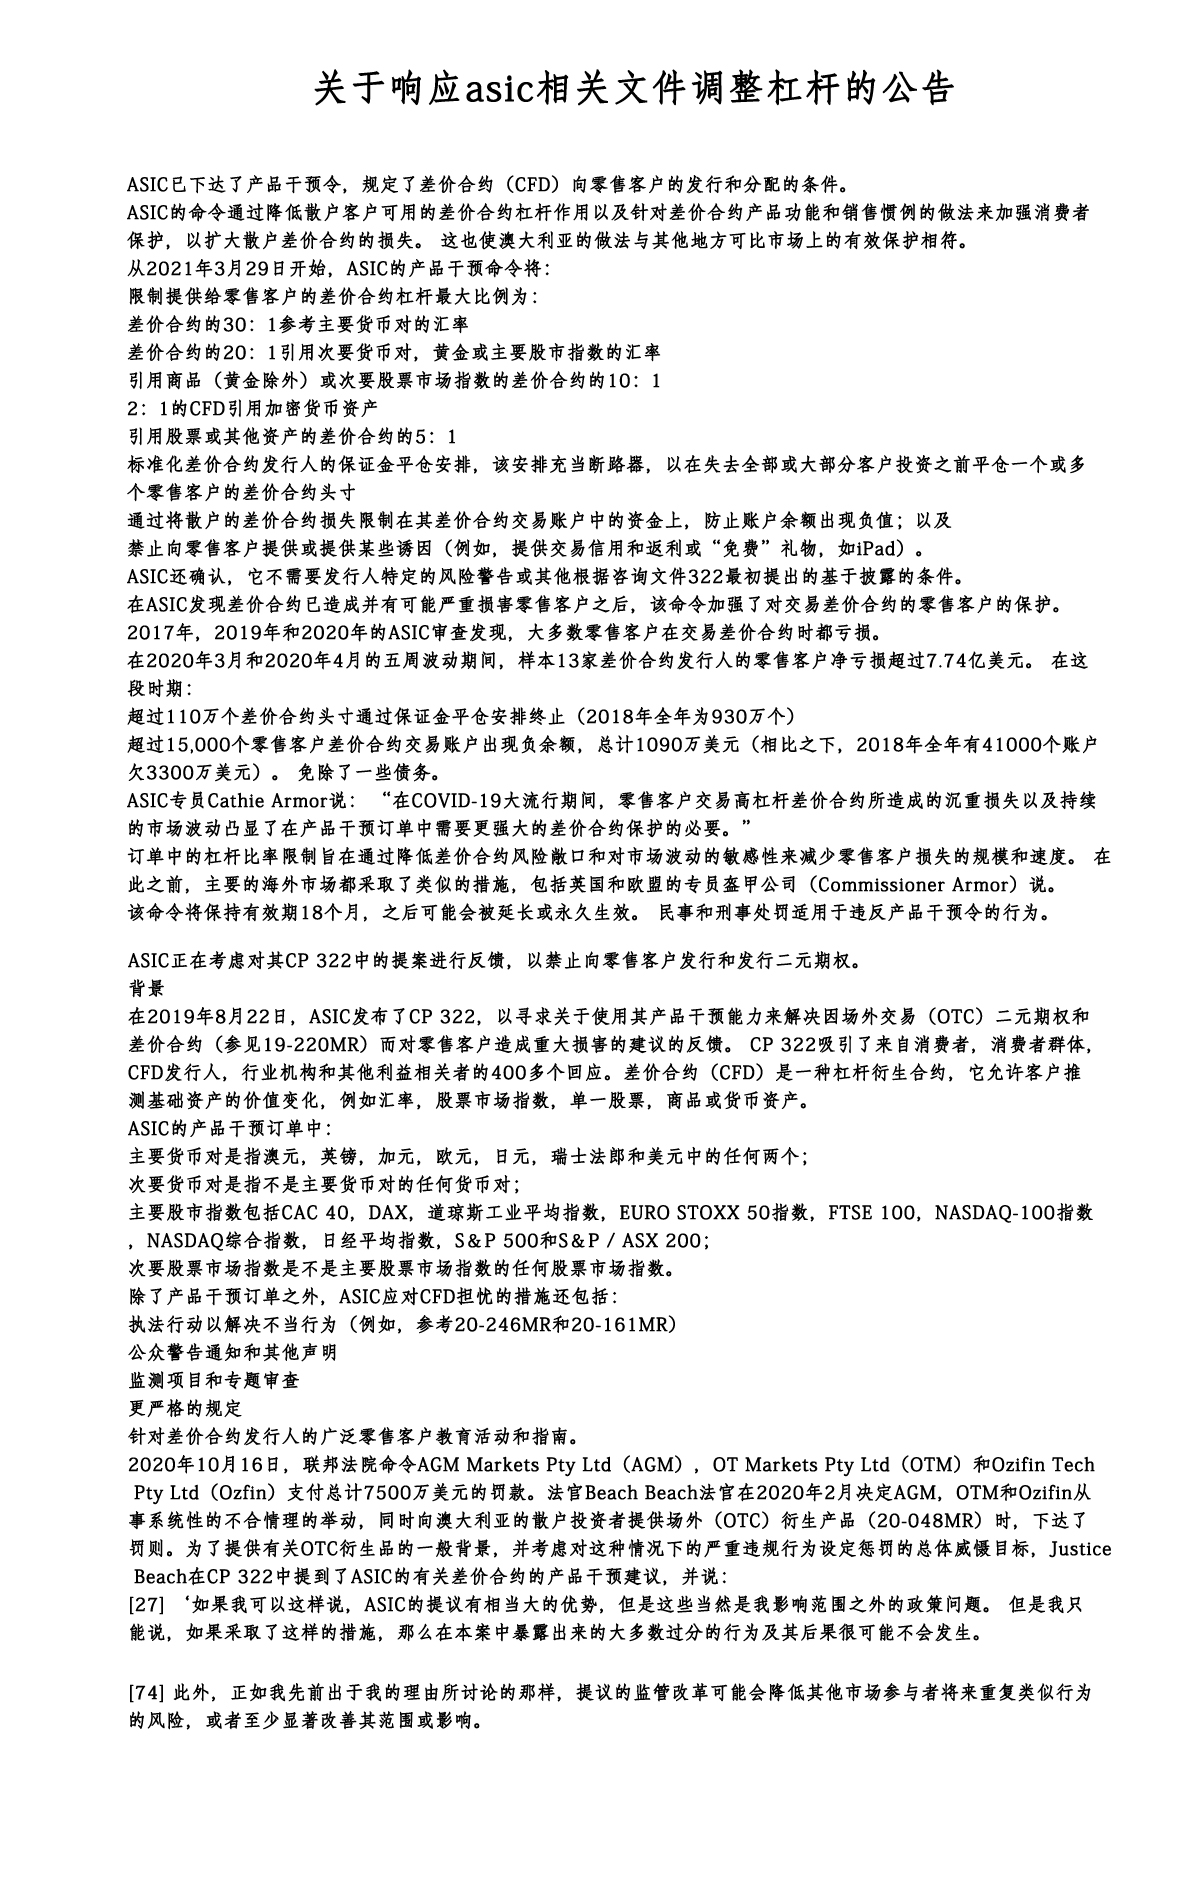 关于响应asic相关文件调整杠杆的公告
ASIC已下达了产品干预令，规定了差价合约（CFD）向零售客户的发行和分配的条件。
ASIC的命令通过降低散户客户可用的差价合约杠杆作用以及针对差价合约产品功能和销售惯例的做法来加强消费者
保护，以扩大散户差价合约的损失。 这也使澳大利亚的做法与其他地方可比市场上的有效保护相符。
从2021年3月29日开始，ASIC的产品干预命令将：
限制提供给零售客户的差价合约杠杆最大比例为：
差价合约的30：1参考主要货币对的汇率
差价合约的20：1引用次要货币对，黄金或主要股市指数的汇率
引用商品（黄金除外）或次要股票市场指数的差价合约的10：1
2：1的CFD引用加密货币资产
引用股票或其他资产的差价合约的5：1
标准化差价合约发行人的保证金平仓安排，该安排充当断路器，以在失去全部或大部分客户投资之前平仓一个或多
个零售客户的差价合约头寸
通过将散户的差价合约损失限制在其差价合约交易账户中的资金上，防止账户余额出现负值；以及
禁止向零售客户提供或提供某些诱因（例如，提供交易信用和返利或“免费”礼物，如iPad）。
ASIC还确认，它不需要发行人特定的风险警告或其他根据咨询文件322最初提出的基于披露的条件。
在ASIC发现差价合约已造成并有可能严重损害零售客户之后，该命令加强了对交易差价合约的零售客户的保护。
2017年，2019年和2020年的ASIC审查发现，大多数零售客户在交易差价合约时都亏损。
在2020年3月和2020年4月的五周波动期间，样本13家差价合约发行人的零售客户净亏损超过7.74亿美元。 在这
段时期：
超过110万个差价合约头寸通过保证金平仓安排终止（2018年全年为930万个）
超过15,000个零售客户差价合约交易账户出现负余额，总计1090万美元（相比之下，2018年全年有41000个账户
欠3300万美元）。 免除了一些债务。
ASIC专员Cathie Armor说： “在COVID-19大流行期间，零售客户交易高杠杆差价合约所造成的沉重损失以及持续
的市场波动凸显了在产品干预订单中需要更强大的差价合约保护的必要。”
订单中的杠杆比率限制旨在通过降低差价合约风险敞口和对市场波动的敏感性来减少零售客户损失的规模和速度。 在
此之前，主要的海外市场都采取了类似的措施，包括英国和欧盟的专员盔甲公司（Commissioner Armor）说。
该命令将保持有效期18个月，之后可能会被延长或永久生效。 民事和刑事处罚适用于违反产品干预令的行为。
ASIC正在考虑对其CP 322中的提案进行反馈，以禁止向零售客户发行和发行二元期权。
背景
在2019年8月22日，ASIC发布了CP 322，以寻求关于使用其产品干预能力来解决因场外交易（OTC）二元期权和
差价合约（参见19-220MR）而对零售客户造成重大损害的建议的反馈。 CP 322吸引了来自消费者，消费者群体，
CFD发行人，行业机构和其他利益相关者的400多个回应。差价合约（CFD）是一种杠杆衍生合约，它允许客户推
测基础资产的价值变化，例如汇率，股票市场指数，单一股票，商品或货币资产。
ASIC的产品干预订单中：
主要货币对是指澳元，英镑，加元，欧元，日元，瑞士法郎和美元中的任何两个；
次要货币对是指不是主要货币对的任何货币对；
主要股市指数包括CAC 40，DAX，道琼斯工业平均指数，EURO STOXX 50指数，FTSE 100，NASDAQ-100指数
，NASDAQ综合指数，日经平均指数，S＆P 500和S＆P / ASX 200；
次要股票市场指数是不是主要股票市场指数的任何股票市场指数。
除了产品干预订单之外，ASIC应对CFD担忧的措施还包括：
执法行动以解决不当行为（例如，参考20-246MR和20-161MR）
公众警告通知和其他声明
监测项目和专题审查
更严格的规定
针对差价合约发行人的广泛零售客户教育活动和指南。
2020年10月16日，联邦法院命令AGM Markets Pty Ltd（AGM），OT Markets Pty Ltd（OTM）和Ozifin Tech
Pty Ltd（Ozfin）支付总计7500万美元的罚款。法官Beach Beach法官在2020年2月决定AGM，OTM和Ozifin从
事系统性的不合情理的举动，同时向澳大利亚的散户投资者提供场外（OTC）衍生产品（20-048MR）时，下达了
罚则。为了提供有关OTC衍生品的一般背景，并考虑对这种情况下的严重违规行为设定惩罚的总体威慑目标，Justice
Beach在CP 322中提到了ASIC的有关差价合约的产品干预建议，并说：
[27] ‘如果我可以这样说，ASIC的提议有相当大的优势，但是这些当然是我影响范围之外的政策问题。 但是我只
能说，如果采取了这样的措施，那么在本案中暴露出来的大多数过分的行为及其后果很可能不会发生。
[74] 此外，正如我先前出于我的理由所讨论的那样，提议的监管改革可能会降低其他市场参与者将来重复类似行为
的风险，或者至少显著改善其范围或影响。